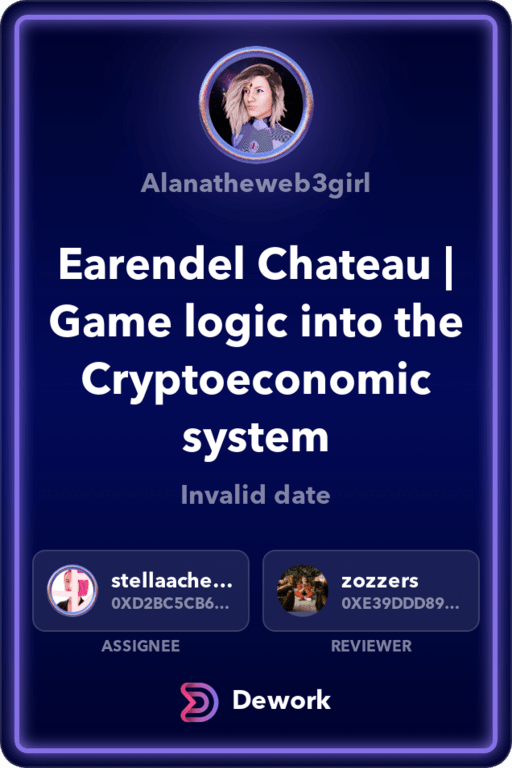 Alanatheweb3girl
Earendel Chateau |
Game logic into the
Cryptoeconomic
system
Invalid date
stellaache...
0XD2BC5CB6...
ASSIGNEE
zozzers
0XE39DDD89...
REVIEWER
Dework